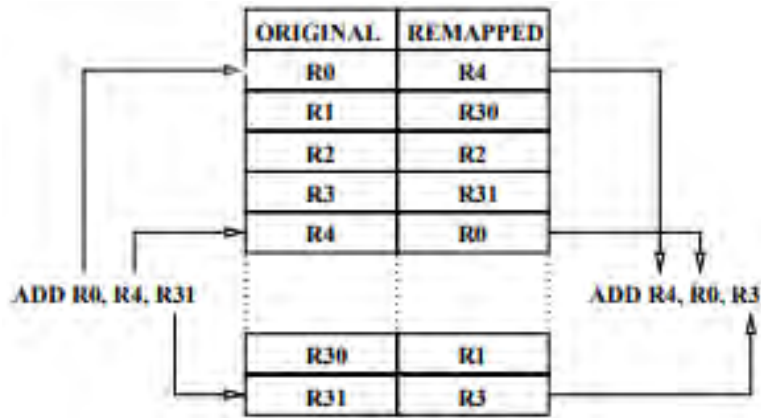 ORIGINAL REMAPPED
R0 R4
R1 R30
R2 R2
R3 R31
R4 R0
ADD R0, R4, R31 ADD R4, R0, R3
R30 R1
R31 R3